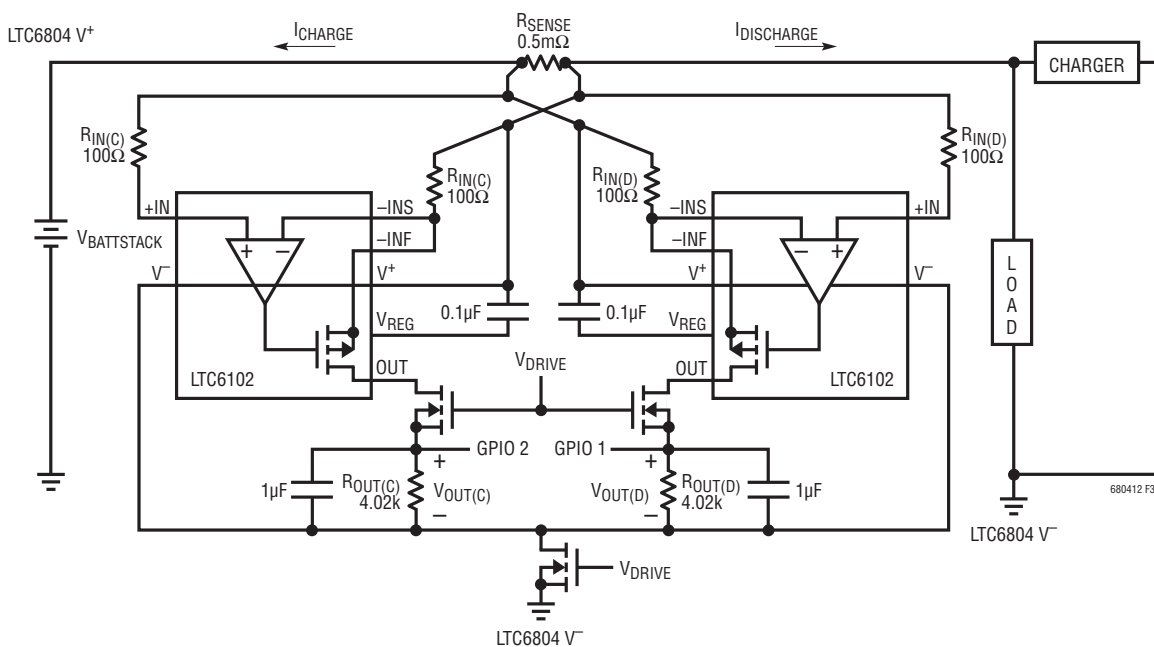 LTC6804 V+
ICHARGE
RSENSE
0.5mΩ
IDISCHARGE
CHARGER
RIN(C)
100Ω
RIN(C)
100Ω
RIN(D)
100Ω
RIN(D)
100Ω
+IN
–INS
–INS
+IN
VBATTSTACK
+
–
–INF
–INF
–
+
V–
V+
V+
V–
LOAD
0.1µF
0.1µF
VREG
VREG
VDRIVE
LTC6102
OUT
OUT
LTC6102
GPIO 2
GPIO 1
+
+
1µF
ROUT(C)
4.02k
VOUT(C)
VOUT(D)
ROUT(D)
4.02k
1µF
–
–
680412 F3
LTC6804 V–
VDRIVE
LTC6804 V–